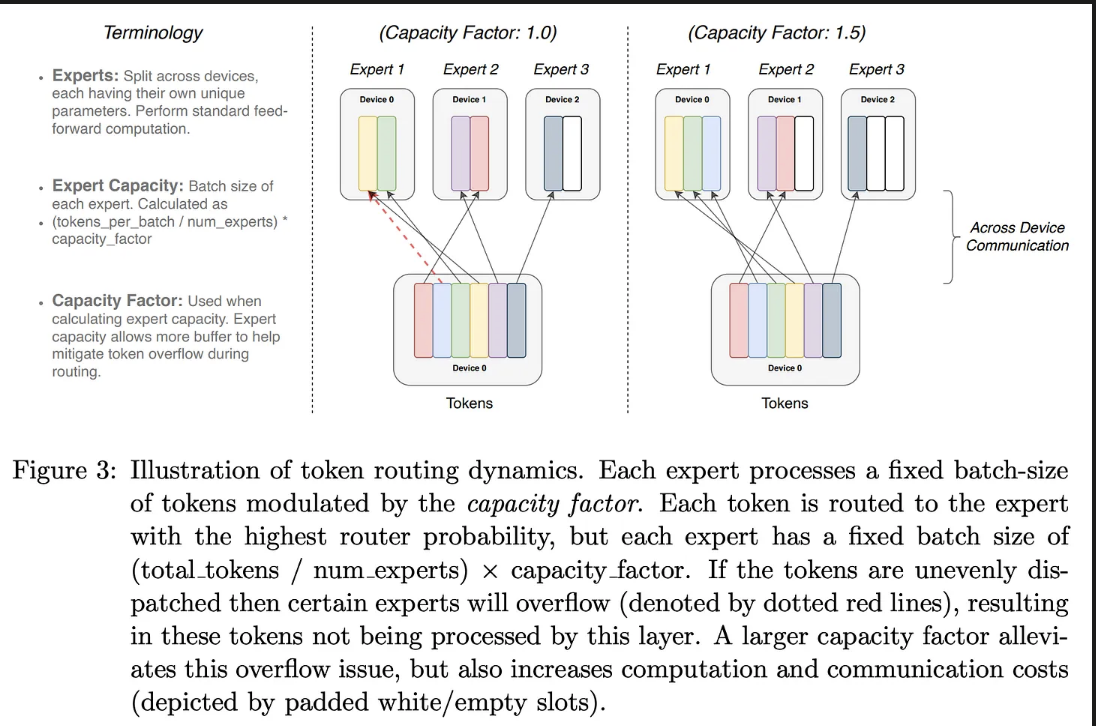 Terminology
• Experts: Split across devices,
each having their own unique
parameters. Perform standard feed-
forward computation.
• Expert Capacity: Batch size of
each expert. Calculated as
• (tokens_per_batch / num_experts) *
capacity_factor
• Capacity Factor: Used when
calculating expert capacity. Expert
capacity allows more buffer to help
mitigate token overflow during
routing.
(Capacity Factor: 1.0)
Expert 1 Expert 2 Expert 3
Device 0 Device 1 Device 2
Device 0
Tokens
(Capacity Factor: 1.5)
Expert 1 Expert 2 Expert 3
Device 0 Device 1 Device 2
Device 0
Tokens
Across Device
Communication
Figure 3: Illustration of token routing dynamics. Each expert processes a fixed batch-size
of tokens modulated by the capacity factor. Each token is routed to the expert
with the highest router probability, but each expert has a fixed batch size of
(total_tokens / num_experts) × capacity_factor. If the tokens are unevenly dis-
patched then certain experts will overflow (denoted by dotted red lines), resulting
in these tokens not being processed by this layer. A larger capacity factor allevi-
ates this overflow issue, but also increases computation and communication costs
(depicted by padded white/empty slots).